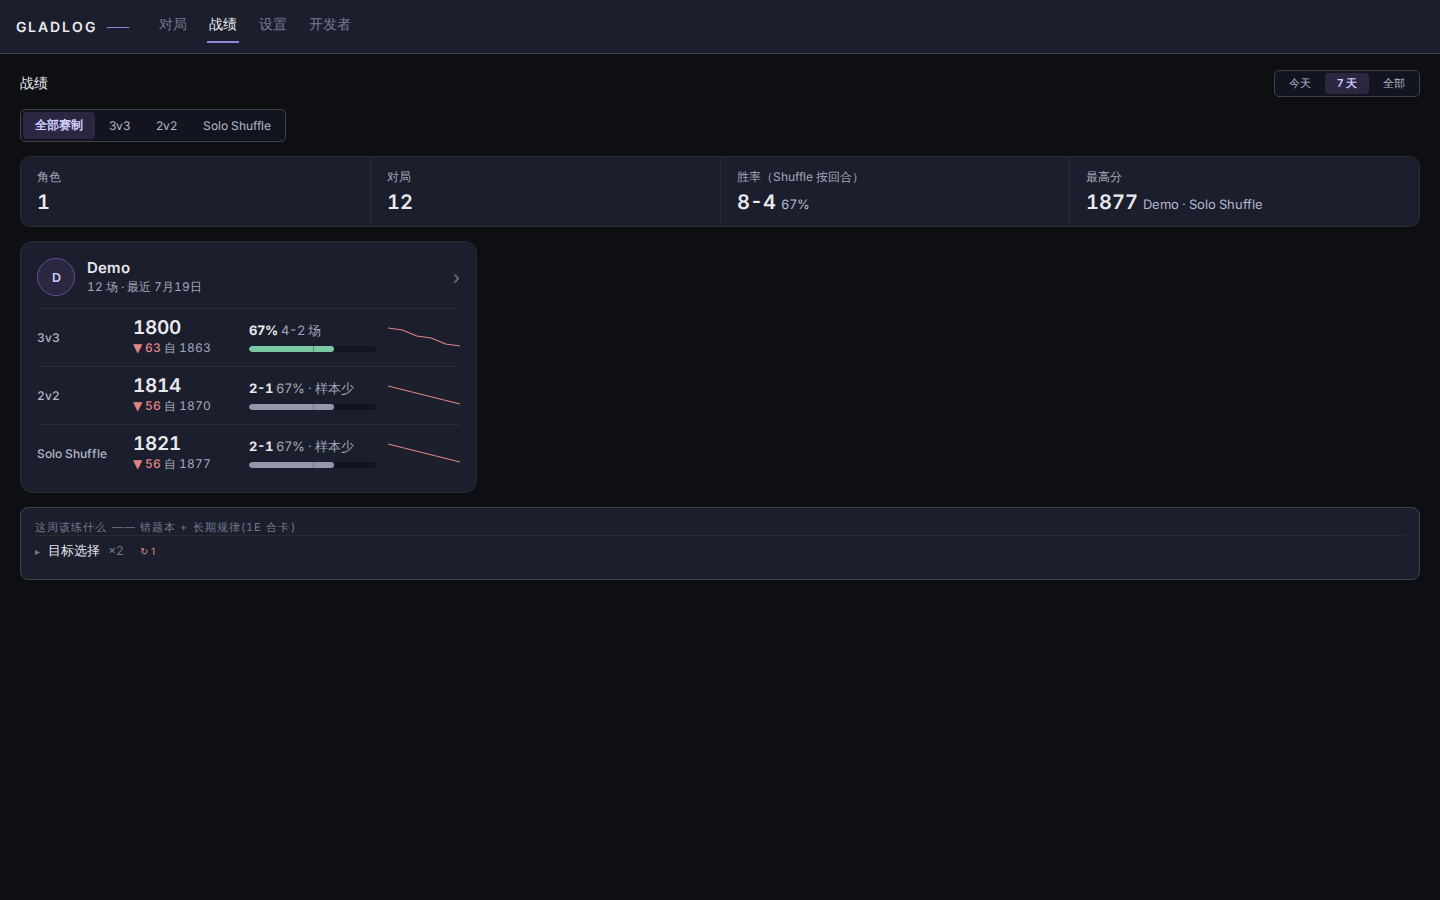 GLADLOG 对局 战绩 设置 开发者
战绩
今天 7 天 全部
全部赛制 3v3 2v2 Solo Shuffle
角色 对局 胜率（Shuffle 按回合） 最高分
1 12 8-4 67% 1877 Demo · Solo Shuffle
D Demo ›
12 场 · 最近 7月19日
3v3 1800 67% 4-2 场
▼ 63 自 1863
2v2 1814 2-1 67% · 样本少
▼ 56 自 1870
Solo Shuffle 1821 2-1 67% · 样本少
▼ 56 自 1877
这周该练什么 —— 错题本 + 长期规律(1E 合卡)
▸ 目标选择 ×2 ↻ 1